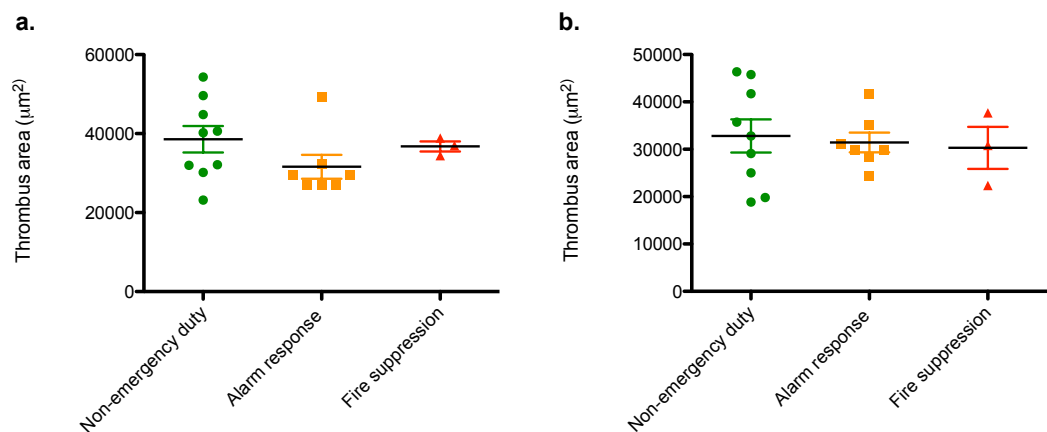 a.
Thrombus area (μm²)
60000
40000
20000
0
Non-emergency duty
Alarm response
Fire suppression
b.
Thrombus area (μm²)
50000
40000
30000
20000
10000
0
Non-emergency duty
Alarm response
Fire suppression